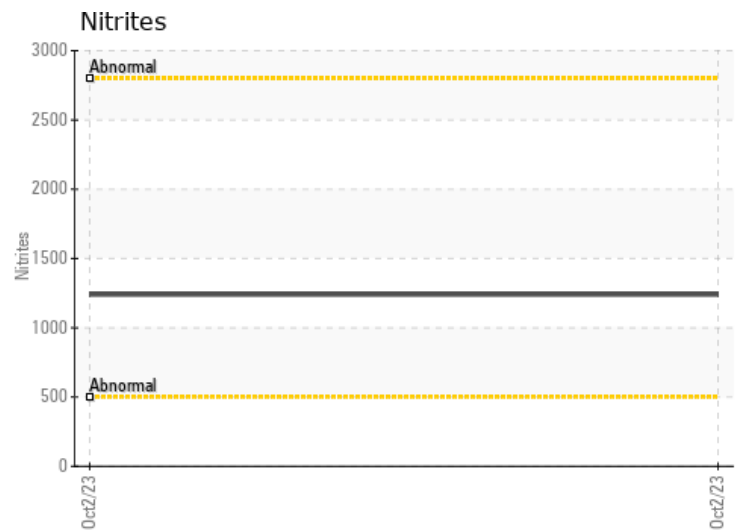 Nitrites
3000
Abnormal
2500
2000
Nitrites
1500
1000
Abnormal
500
0
Oct2/23
Oct2/23